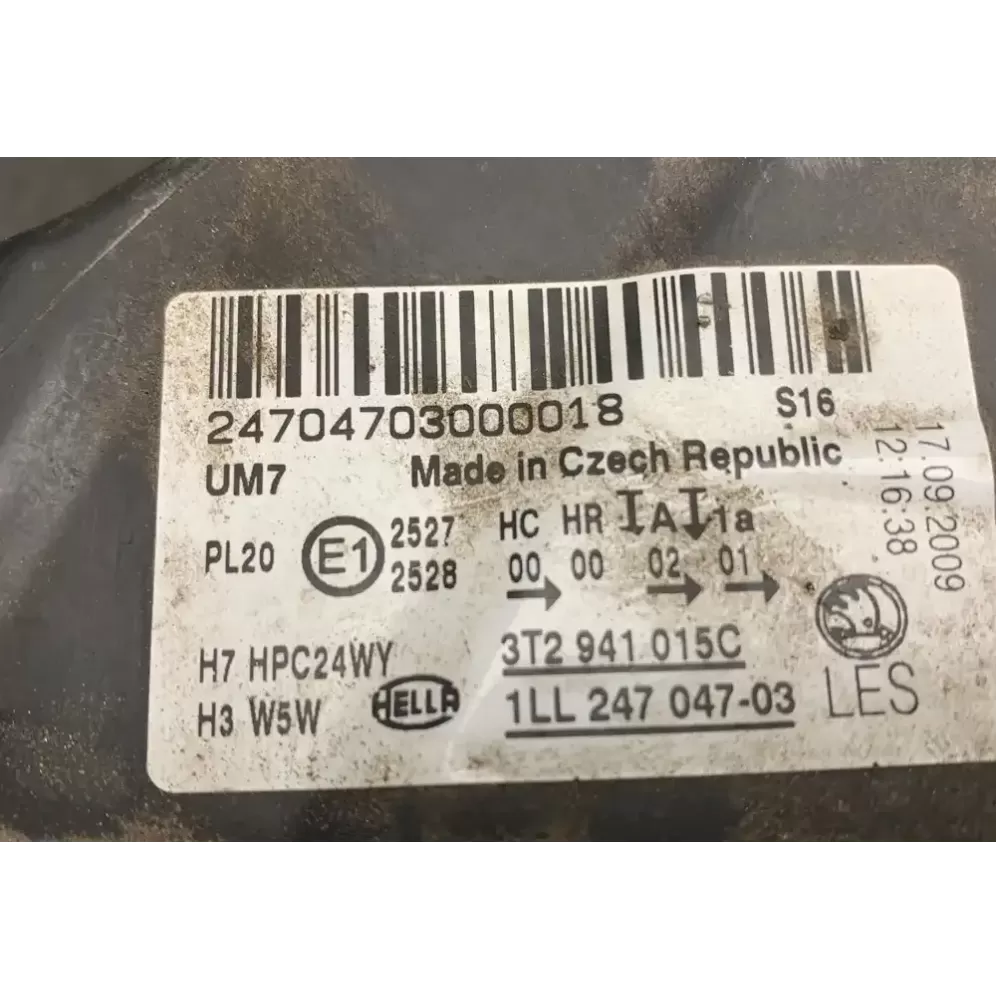 24704703000018
S16
UM7
Made in Czech Republic
PL20
E1
2527
2528
HC HR A 1a
00 00 02 01
H7 HPC24WY
H3 W5W
HELLA
3T2 941 015C
1LL 247 047-03
LES
17.09.2009
12:16:38